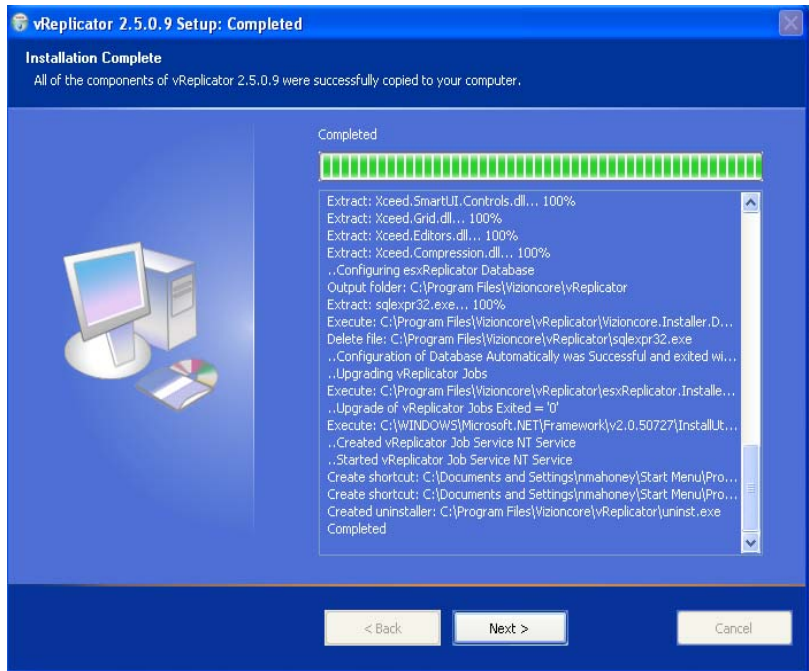 vReplicator 2.5.0.9 Setup: Completed
Installation Complete
All of the components of vReplicator 2.5.0.9 were successfully copied to your computer.
Completed
Extract: Xceed.SmartUI.Controls.dll... 100%
Extract: Xceed.Grid.dll... 100%
Extract: Xceed.Editors.dll... 100%
Extract: Xceed.Compression.dll... 100%
..Configuring esxReplicator Database
Output folder: C:\Program Files\Vizioncore\vReplicator
Extract: sqlexpr32.exe... 100%
Execute: C:\Program Files\Vizioncore\vReplicator\Vizioncore.Installer.D...
Delete file: C:\Program Files\Vizioncore\vReplicator\sqlexpr32.exe
..Configuration of Database Automatically was Successful and exited wi...
..Upgrading vReplicator Jobs
Execute: C:\Program Files\Vizioncore\vReplicator\esxReplicator.Installe...
..Upgrade of vReplicator Jobs Exited = '0'
Execute: C:\WINDOWS\Microsoft.NET\Framework\v2.0.50727\InstallUt...
..Created vReplicator Job Service NT Service
..Started vReplicator Job Service NT Service
Create shortcut: C:\Documents and Settings\nmahoney\Start Menu\Pro...
Create shortcut: C:\Documents and Settings\nmahoney\Start Menu\Pro...
Created uninstaller: C:\Program Files\Vizioncore\vReplicator\uninst.exe
Completed
< Back Next > Cancel